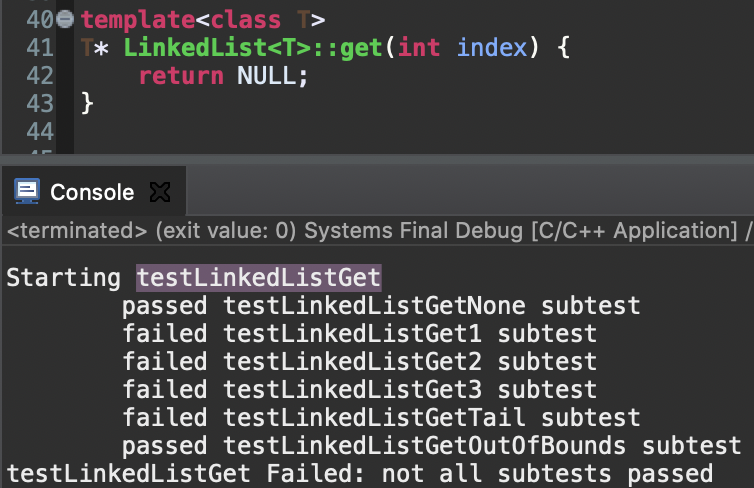 40 template<class T>
41 T* LinkedList<T>::get(int index) {
42     return NULL;
43 }
44
Console
<terminated> (exit value: 0) Systems Final Debug [C/C++ Application] /
Starting testLinkedListGet
        passed testLinkedListGetNone subtest
        failed testLinkedListGet1 subtest
        failed testLinkedListGet2 subtest
        failed testLinkedListGet3 subtest
        failed testLinkedListGetTail subtest
        passed testLinkedListGetOutOfBounds subtest
testLinkedListGet Failed: not all subtests passed